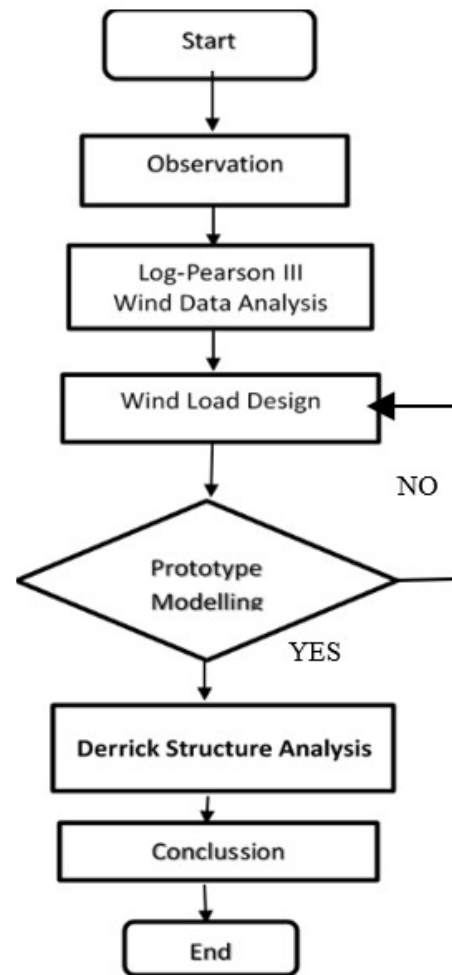 Start
Observation
Log-Pearson III
Wind Data Analysis
Wind Load Design
NO
Prototype
Modelling
YES
Derrick Structure Analysis
Conclussion
End